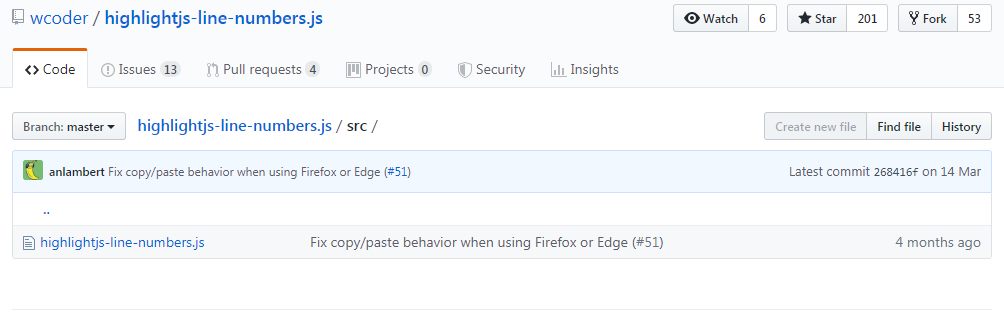 wcoder / highlightjs-line-numbers.js Watch 6 Star 201 Fork 53
Code Issues 13 Pull requests 4 Projects 0 Security Insights
Branch: master highlightjs-line-numbers.js / src / Create new file Find file History
anlambert Fix copy/paste behavior when using Firefox or Edge (#51) Latest commit 268416f on 14 Mar
..
highlightjs-line-numbers.js Fix copy/paste behavior when using Firefox or Edge (#51) 4 months ago